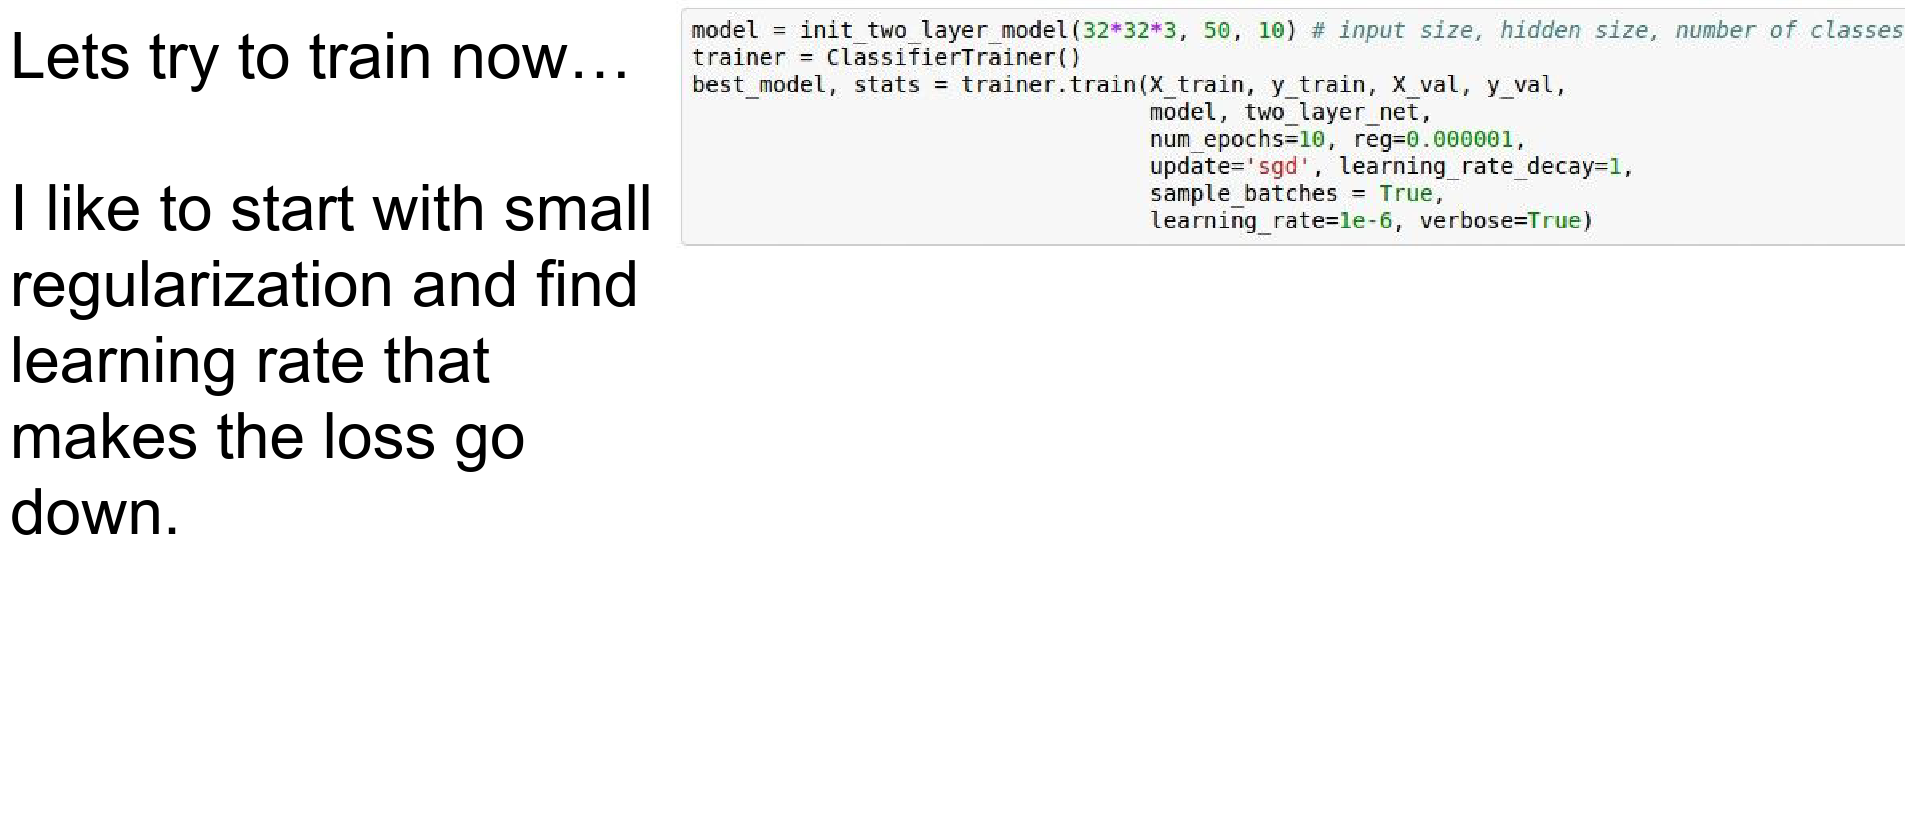 Lets try to train now…
I like to start with small
regularization and find
learning rate that
makes the loss go
down.
model = init_two_layer_model(32*32*3, 50, 10) # input size, hidden size, number of classes
trainer = ClassifierTrainer()
best_model, stats = trainer.train(X_train, y_train, X_val, y_val,
model, two_layer_net,
num_epochs=10, reg=0.000001,
update='sgd', learning_rate_decay=1,
sample_batches = True,
learning_rate=1e-6, verbose=True)